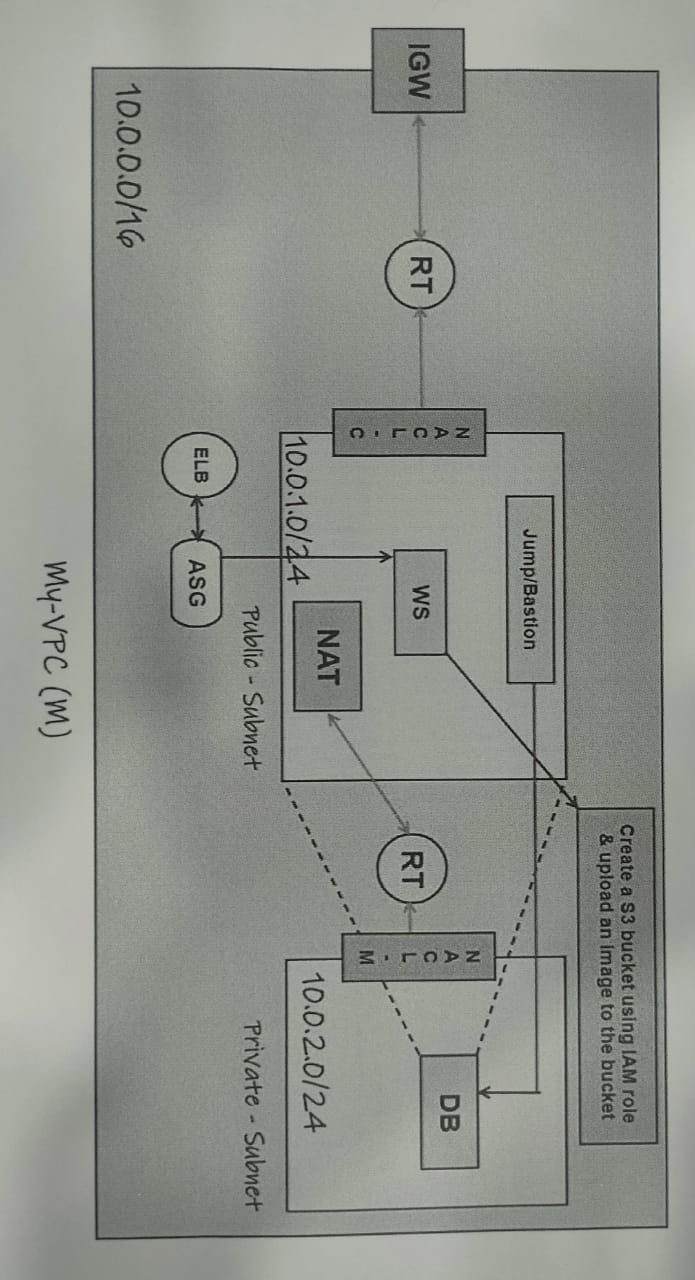 IGW
RT
NACL-C
10.0.1.0/24
Jump/Bastion
WS
NAT
ELB
ASG
Public - Subnet
Create a S3 bucket using IAM role
& upload an image to the bucket
RT
NACL-M
10.0.2.0/24
DB
Private - Subnet
10.0.0.0/16
My-VPC (M)